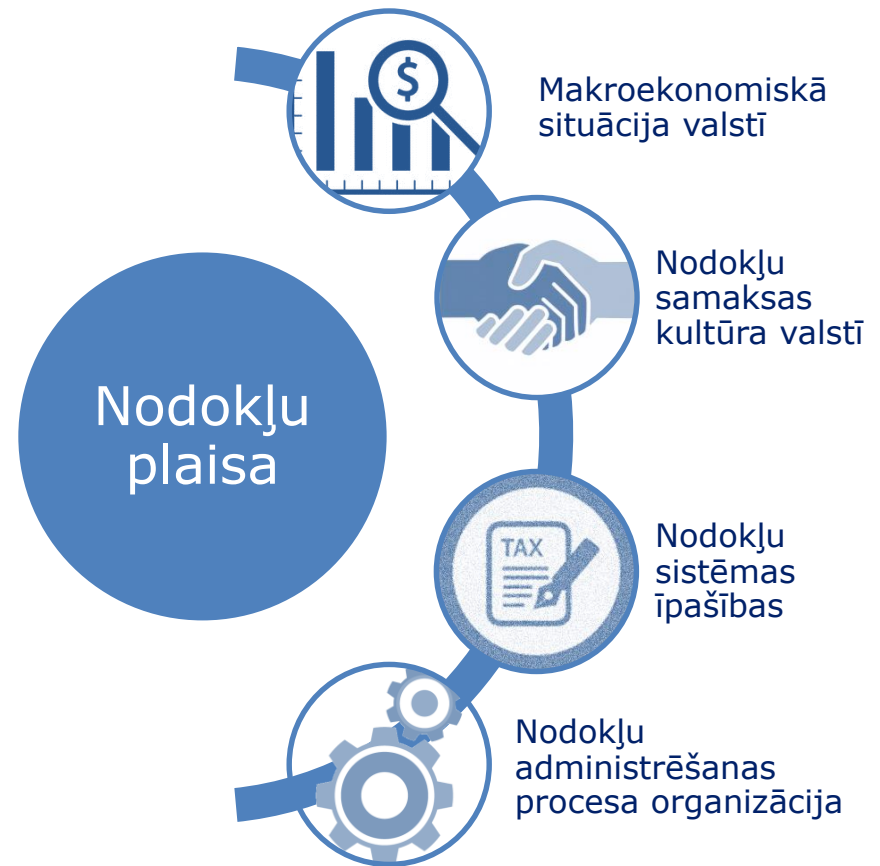 $
Makroekonomiskā
situācija valstī
Nodokļu
samaksas
kultūra valstī
Nodokļu
plaisa
TAX
Nodokļu
sistēmas
īpašības
Nodokļu
administrēšanas
procesa organizācija